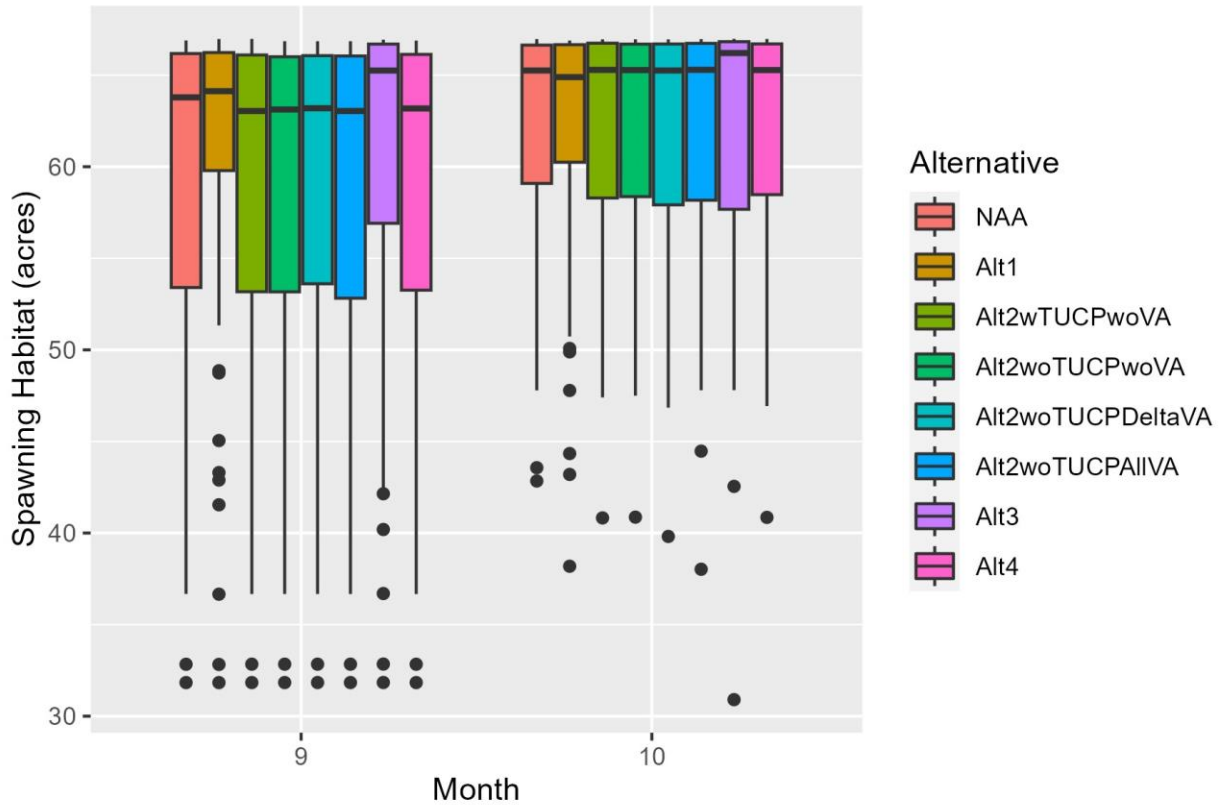 Spawning Habitat (acres)
60
50
40
30
9
10
Month
Alternative
NAA
Alt1
Alt2wTUCPwoVA
Alt2woTUCPwoVA
Alt2woTUCPDeltaVA
Alt2woTUCPAllVA
Alt3
Alt4